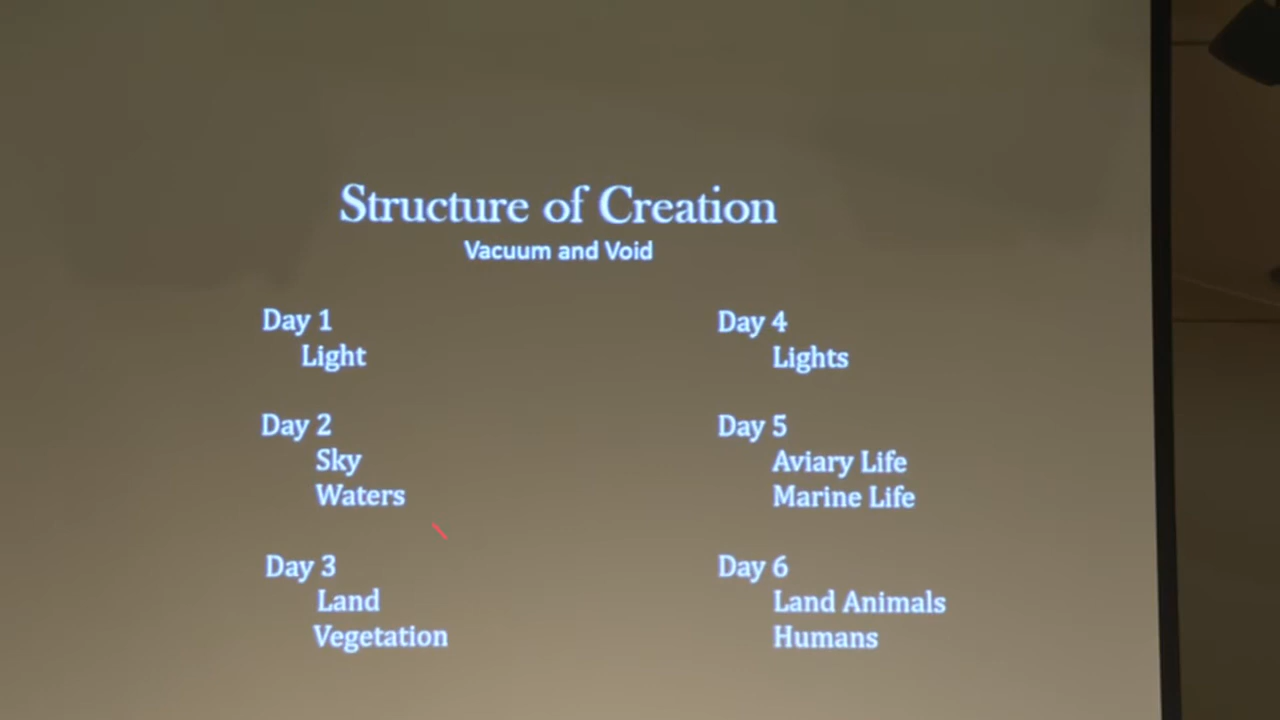 Structure of Creation
Vacuum and Void
Day 1
Light
Day 2
Sky
Waters
Day 3
Land
Vegetation
Day 4
Lights
Day 5
Aviary Life
Marine Life
Day 6
Land Animals
Humans